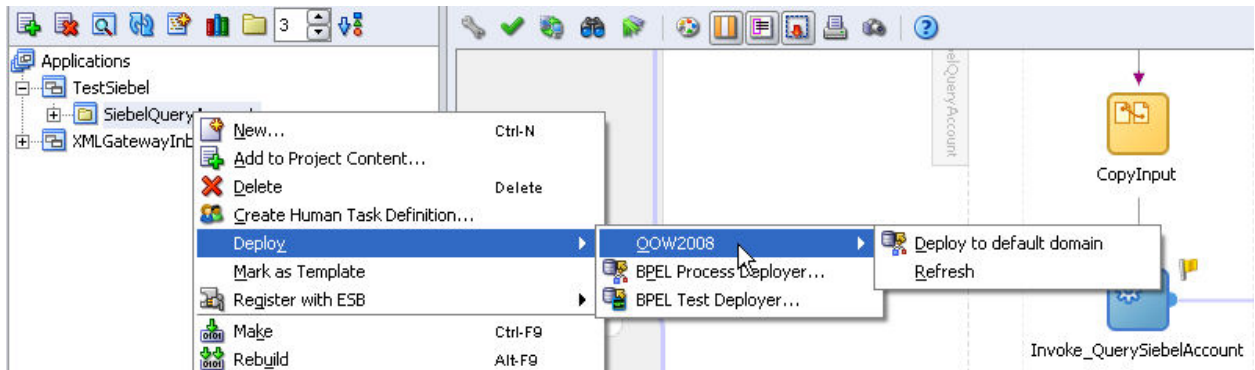 3
Applications
TestSiebel
SiebelQuery
XMLGatewayInb
New... Ctrl-N
Add to Project Content...
Delete Delete
Create Human Task Definition...
Deploy
Mark as Template
Register with ESB
Make Ctrl-F9
Rebuild Alt-F9
OOW2008
BPEL Process Deployer...
BPEL Test Deployer...
Deploy to default domain
Refresh
elQueryAccount
CopyInput
Invoke_QuerySiebelAccount